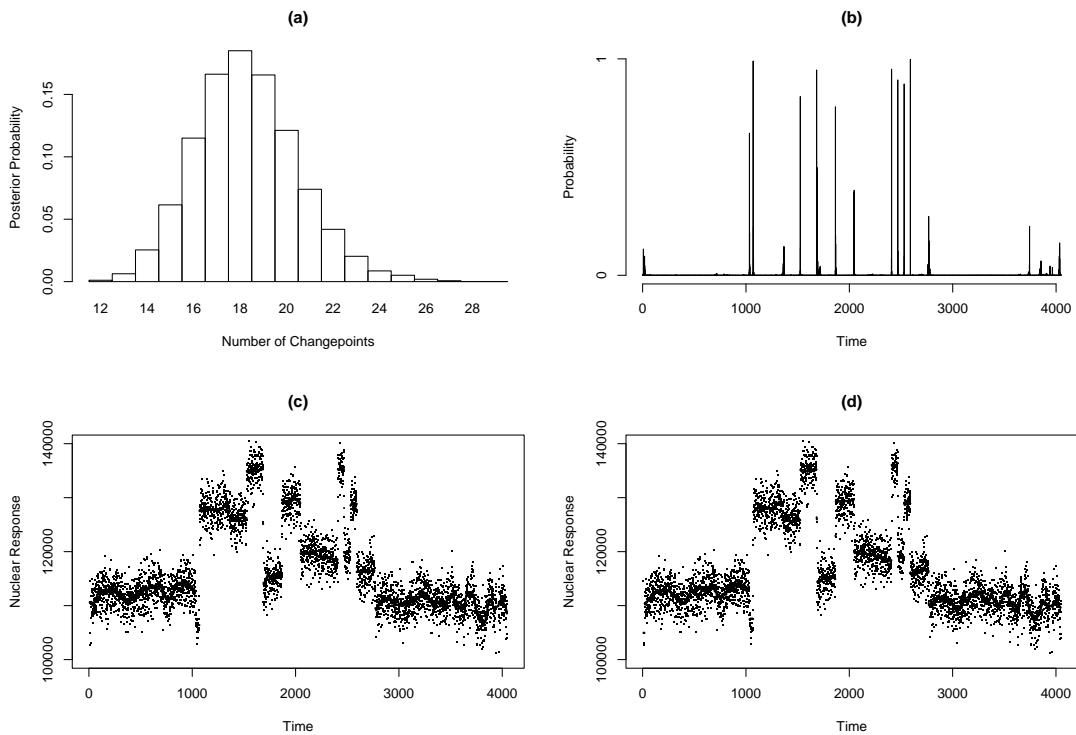 (a)
Posterior Probability
0.00 0.05 0.10 0.15
12 14 16 18 20 22 24 26 28
Number of Changepoints
(b)
Probability
0 1
0 1000 2000 3000 4000
Time
(c)
Nuclear Response
100000 120000 140000
0 1000 2000 3000 4000
Time
(d)
Nuclear Response
100000 120000 140000
0 1000 2000 3000 4000
Time